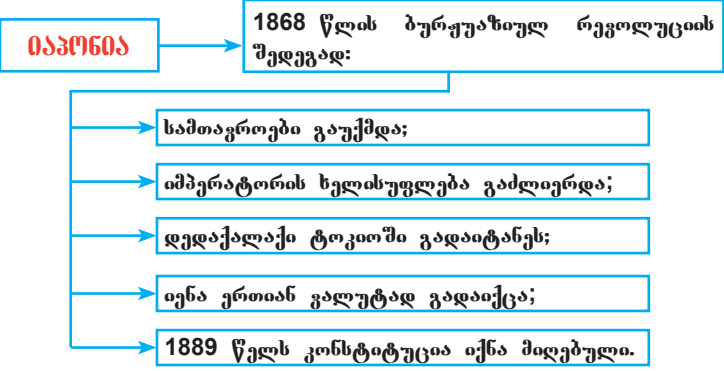 იაპონია
1868 წლის ბურჟუაზიულ რევოლუციის
შედეგად:
სამთავროები გაუქმდა;
იმპერატორის ხელისუფლება გაძლიერდა;
დედაქალაქი ტოკიოში გადაიტანეს;
იენა ერთიან ვალუტად გადაიქცა;
1889 წელს კონსტიტუცია იქნა მიღებული.